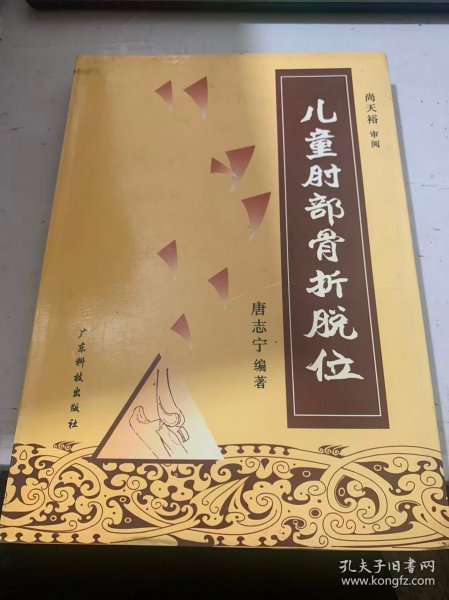 尚天裕 审阅
儿童肘部骨折脱位
唐志宁 编著
广东科技出版社
孔夫子旧书网
www.kongfz.com